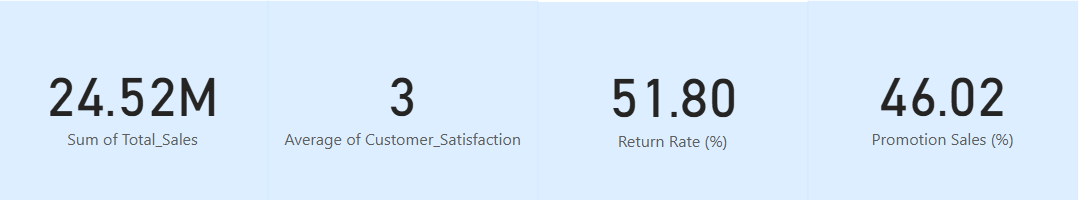 24.52M
Sum of Total_Sales
3
Average of Customer_Satisfaction
51.80
Return Rate (%)
46.02
Promotion Sales (%)